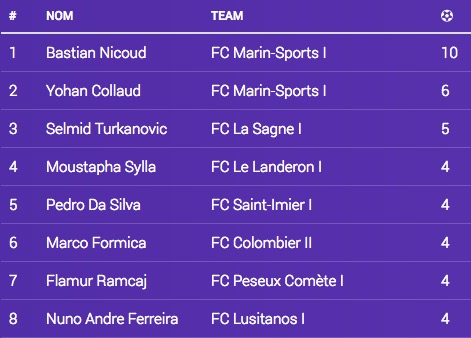 # NOM TEAM
1 Bastian Nicoud FC Marin-Sports I 10
2 Yohan Collaud FC Marin-Sports I 6
3 Selmid Turkanovic FC La Sagne I 5
4 Moustapha Sylla FC Le Landeron I 4
5 Pedro Da Silva FC Saint-Imier I 4
6 Marco Formica FC Colombier II 4
7 Flamur Ramcaj FC Peseux Comète I 4
8 Nuno Andre Ferreira FC Lusitanos I 4